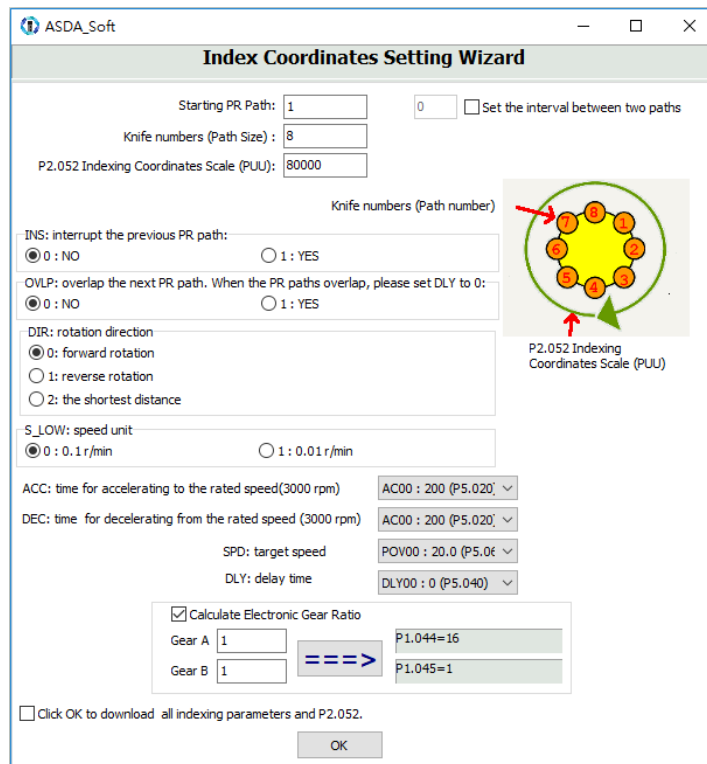 ASDA_Soft
Index Coordinates Setting Wizard
Starting PR Path: 1 0 Set the interval between two paths
Knife numbers (Path Size) : 8
P2.052 Indexing Coordinates Scale (PUU): 80000
Knife numbers (Path number)
8
7 1
6 2
5 3
4
INS: interrupt the previous PR path:
0 : NO 1 : YES
OVLP: overlap the next PR path. When the PR paths overlap, please set DLY to 0:
0 : NO 1 : YES
DIR: rotation direction
0: forward rotation
1: reverse rotation
2: the shortest distance
P2.052 Indexing
Coordinates Scale (PUU)
S_LOW: speed unit
0 : 0.1 r/min 1 : 0.01 r/min
ACC: time for accelerating to the rated speed(3000 rpm) AC00 : 200 (P5.020)
DEC: time for decelerating from the rated speed (3000 rpm) AC00 : 200 (P5.020)
SPD: target speed POV00 : 20.0 (P5.06
DLY: delay time DLY00 : 0 (P5.040)
Calculate Electronic Gear Ratio
Gear A 1 ===> P1.044=16
Gear B 1 P1.045=1
Click OK to download all indexing parameters and P2.052.
OK